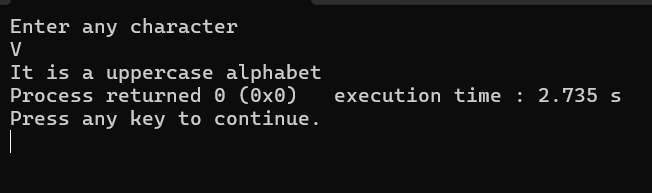 Enter any character
V
It is a uppercase alphabet
Process returned 0 (0x0)   execution time : 2.735 s
Press any key to continue.